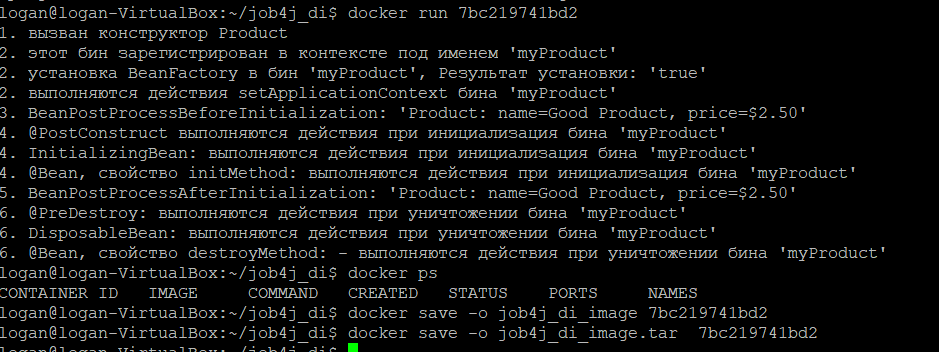 logan@logan-VirtualBox:~/job4j_di$ docker run 7bc219741bd2
1. вызван конструктор Product
2. этот бин зарегистрирован в контексте под именем 'myProduct'
2. установка BeanFactory в бин 'myProduct', Результат установки: 'true'
2. выполняются действия setApplicationContext бина 'myProduct'
3. BeanPostProcessBeforeInitialization: 'Product: name=Good Product, price=$2.50'
4. @PostConstruct выполняются действия при инициализация бина 'myProduct'
4. InitializingBean: выполняются действия при инициализация бина 'myProduct'
4. @Bean, свойство initMethod: выполняются действия при инициализация бина 'myProduct'
5. BeanPostProcessAfterInitialization: 'Product: name=Good Product, price=$2.50'
6. @PreDestroy: выполняются действия при уничтожении бина 'myProduct'
6. DisposableBean: выполняются действия при уничтожении бина 'myProduct'
6. @Bean, свойство destroyMethod: - выполняются действия при уничтожении бина 'myProduct'
logan@logan-VirtualBox:~/job4j_di$ docker ps
CONTAINER ID   IMAGE     COMMAND   CREATED   STATUS    PORTS     NAMES
logan@logan-VirtualBox:~/job4j_di$ docker save -o job4j_di_image 7bc219741bd2
logan@logan-VirtualBox:~/job4j_di$ docker save -o job4j_di_image.tar  7bc219741bd2
logan@logan-VirtualBox:~/job4j_di$